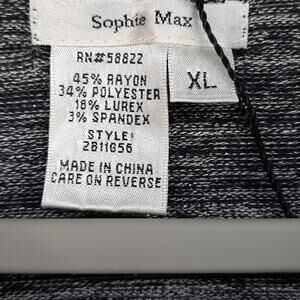 Sophie Max
RN#58822
45% RAYON
34% POLYESTER
18% LUREX
3% SPANDEX
STYLE:
2B11656
MADE IN CHINA
CARE ON REVERSE
XL